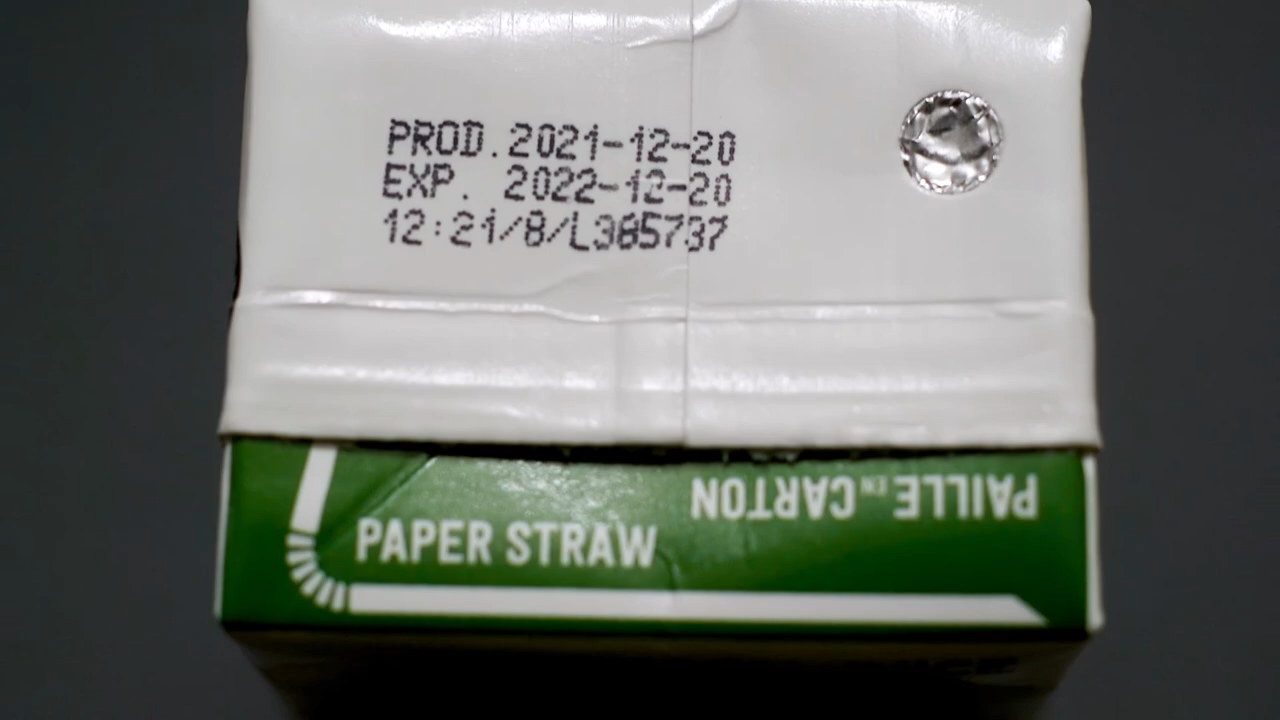 PROD.2021-12-20
EXP. 2022-12-20
12:21/8/L385737
PAILLE EN CARTON
PAPER STRAW